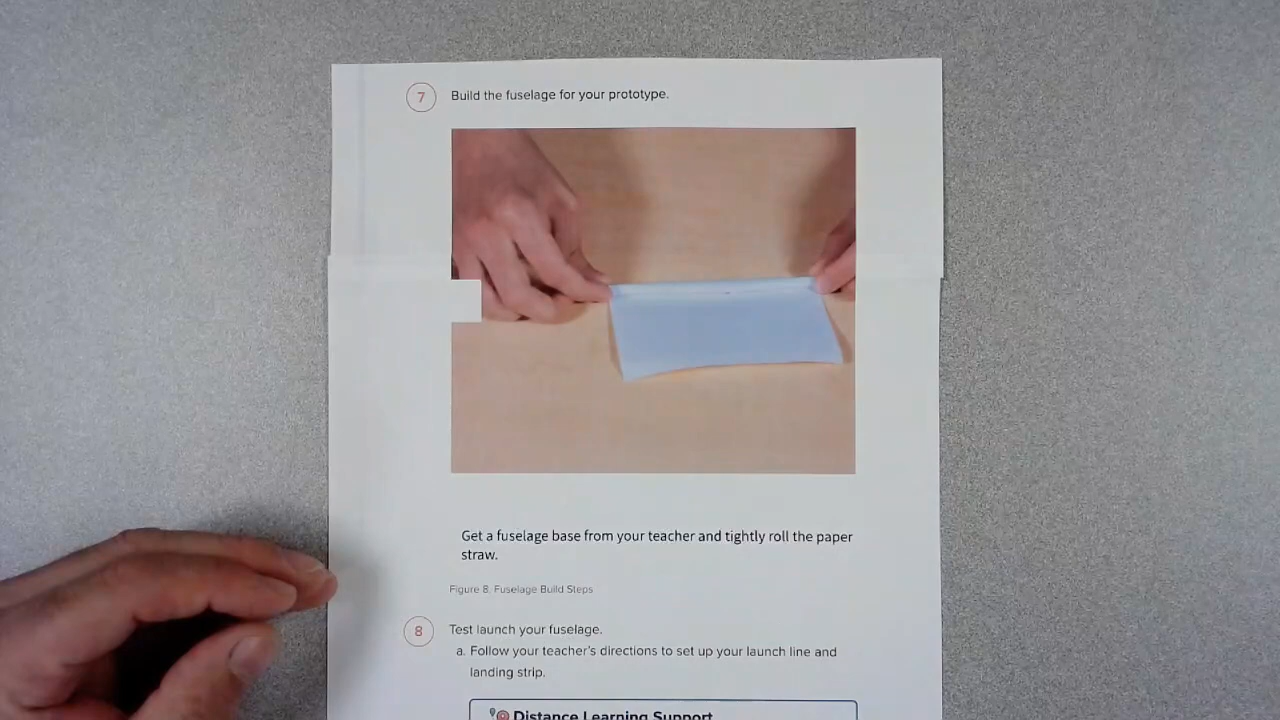 7 Build the fuselage for your prototype.
Get a fuselage base from your teacher and tightly roll the paper
straw.
Figure 8. Fuselage Build Steps
8 Test launch your fuselage.
a. Follow your teacher's directions to set up your launch line and
landing strip.
Distance Learning Support